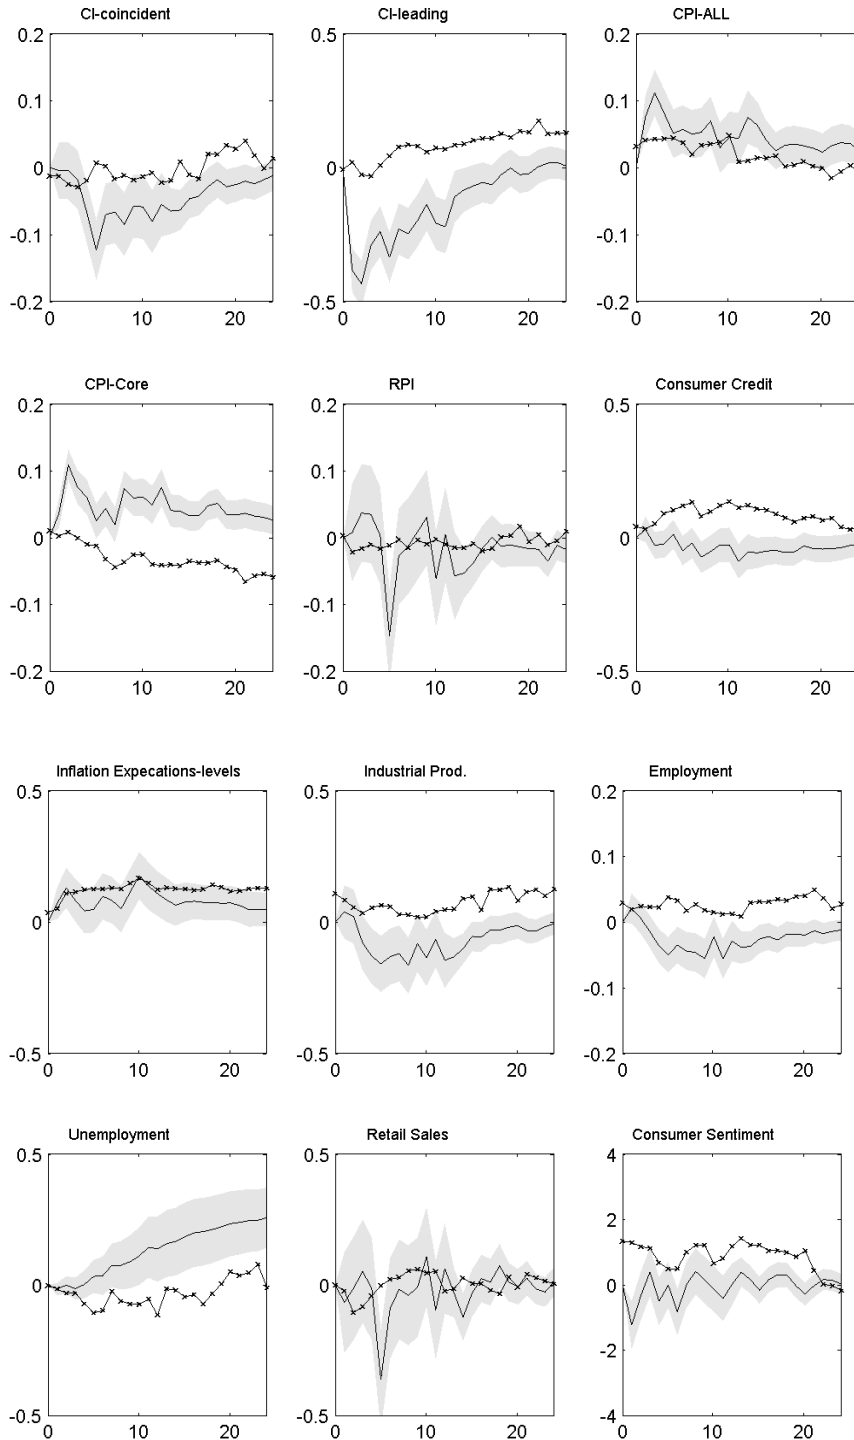 CI-coincident CI-leading CPI-ALL
0.2 0.5 0.2
0.1 0.1
0 0 0
-0.1 -0.1
-0.2 -0.5 -0.2
0 10 20 0 10 20 0 10 20
CPI-Core RPI Consumer Credit
0.2 0.2 0.5
0.1 0.1
0 0 0
-0.1 -0.1
-0.2 -0.2 -0.5
0 10 20 0 10 20 0 10 20
Inflation Expecations-levels Industrial Prod. Employment
0.5 0.5 0.2
0.1
0 0 0
-0.1
-0.5 -0.5 -0.2
0 10 20 0 10 20 0 10 20
Unemployment Retail Sales Consumer Sentiment
0.5 0.5 4
2
0 0 0
-2
-0.5 -0.5 -4
0 10 20 0 10 20 0 10 20